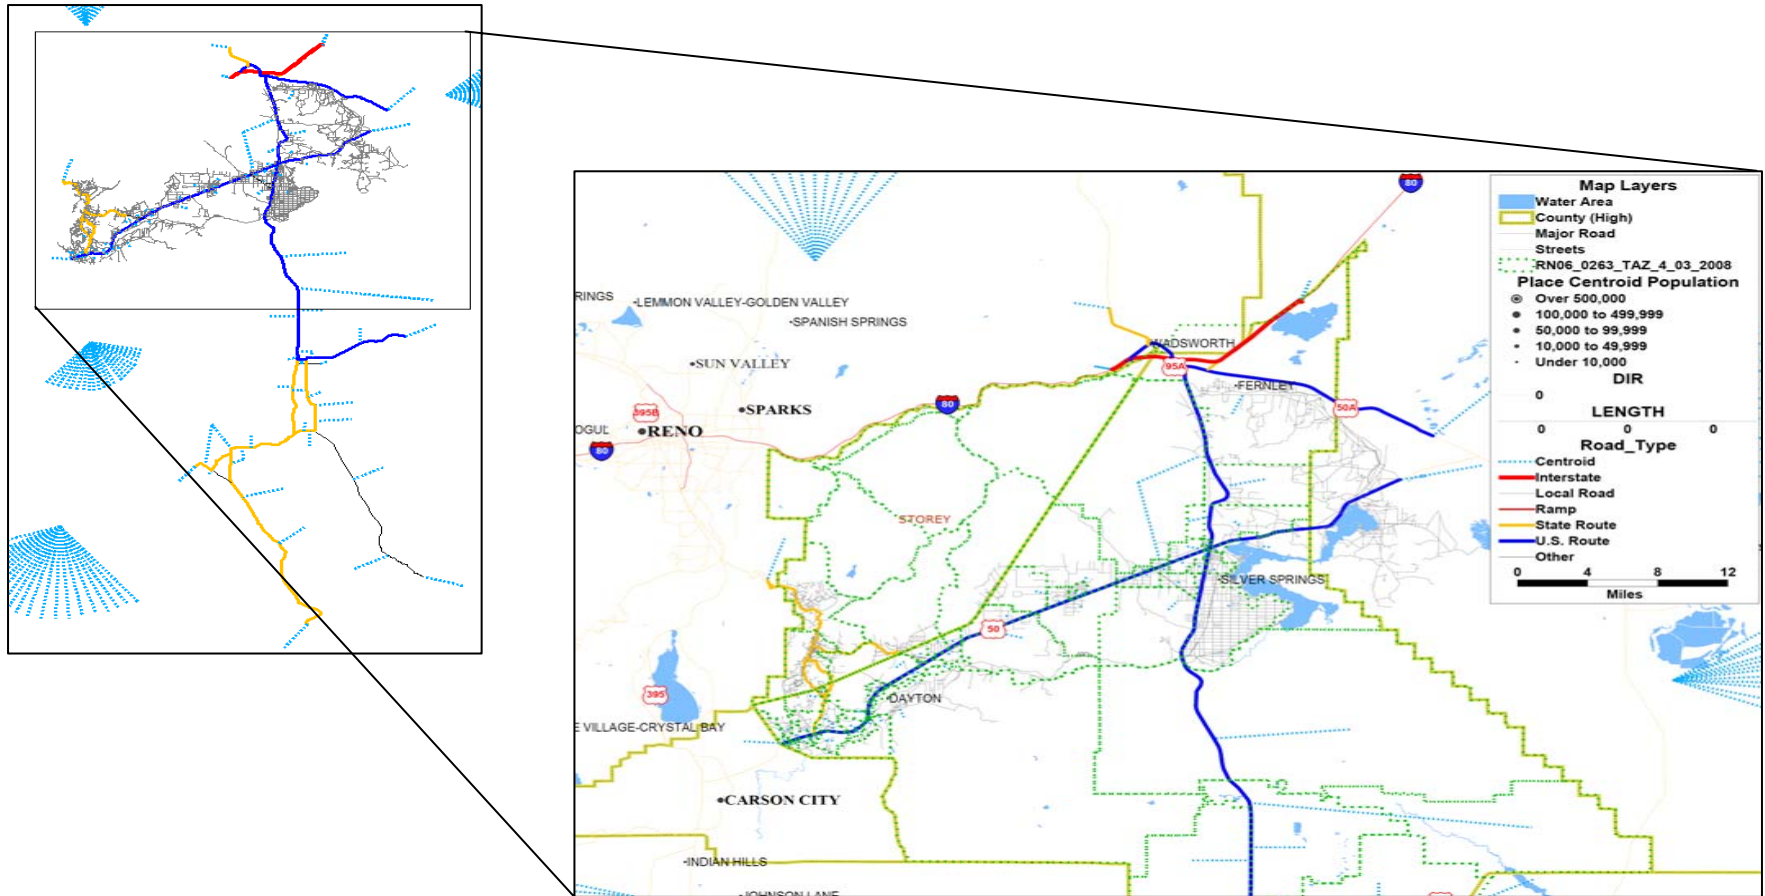 80
Map Layers
Water Area
County (High)
Major Road
Streets
RN06_0263_TAZ_4_03_2008
Place Centroid Population
Over 500,000
100,000 to 499,999
50,000 to 99,999
10,000 to 49,999
Under 10,000
DIR
0
LENGTH
0 0 0
Road_Type
Centroid
Interstate
Local Road
Ramp
State Route
U.S. Route
Other
0 4 8 12
Miles
RINGS
LEMMON VALLEY-GOLDEN VALLEY
SPANISH SPRINGS
WADSWORTH
SUN VALLEY
95A
FERNLEY
395B
SPARKS
80
50A
OGUL
RENO
80
STOREY
SILVER SPRINGS
50
395
DAYTON
E VILLAGE-CRYSTAL BAY
CARSON CITY
INDIAN HILLS
JOHNSON LANE